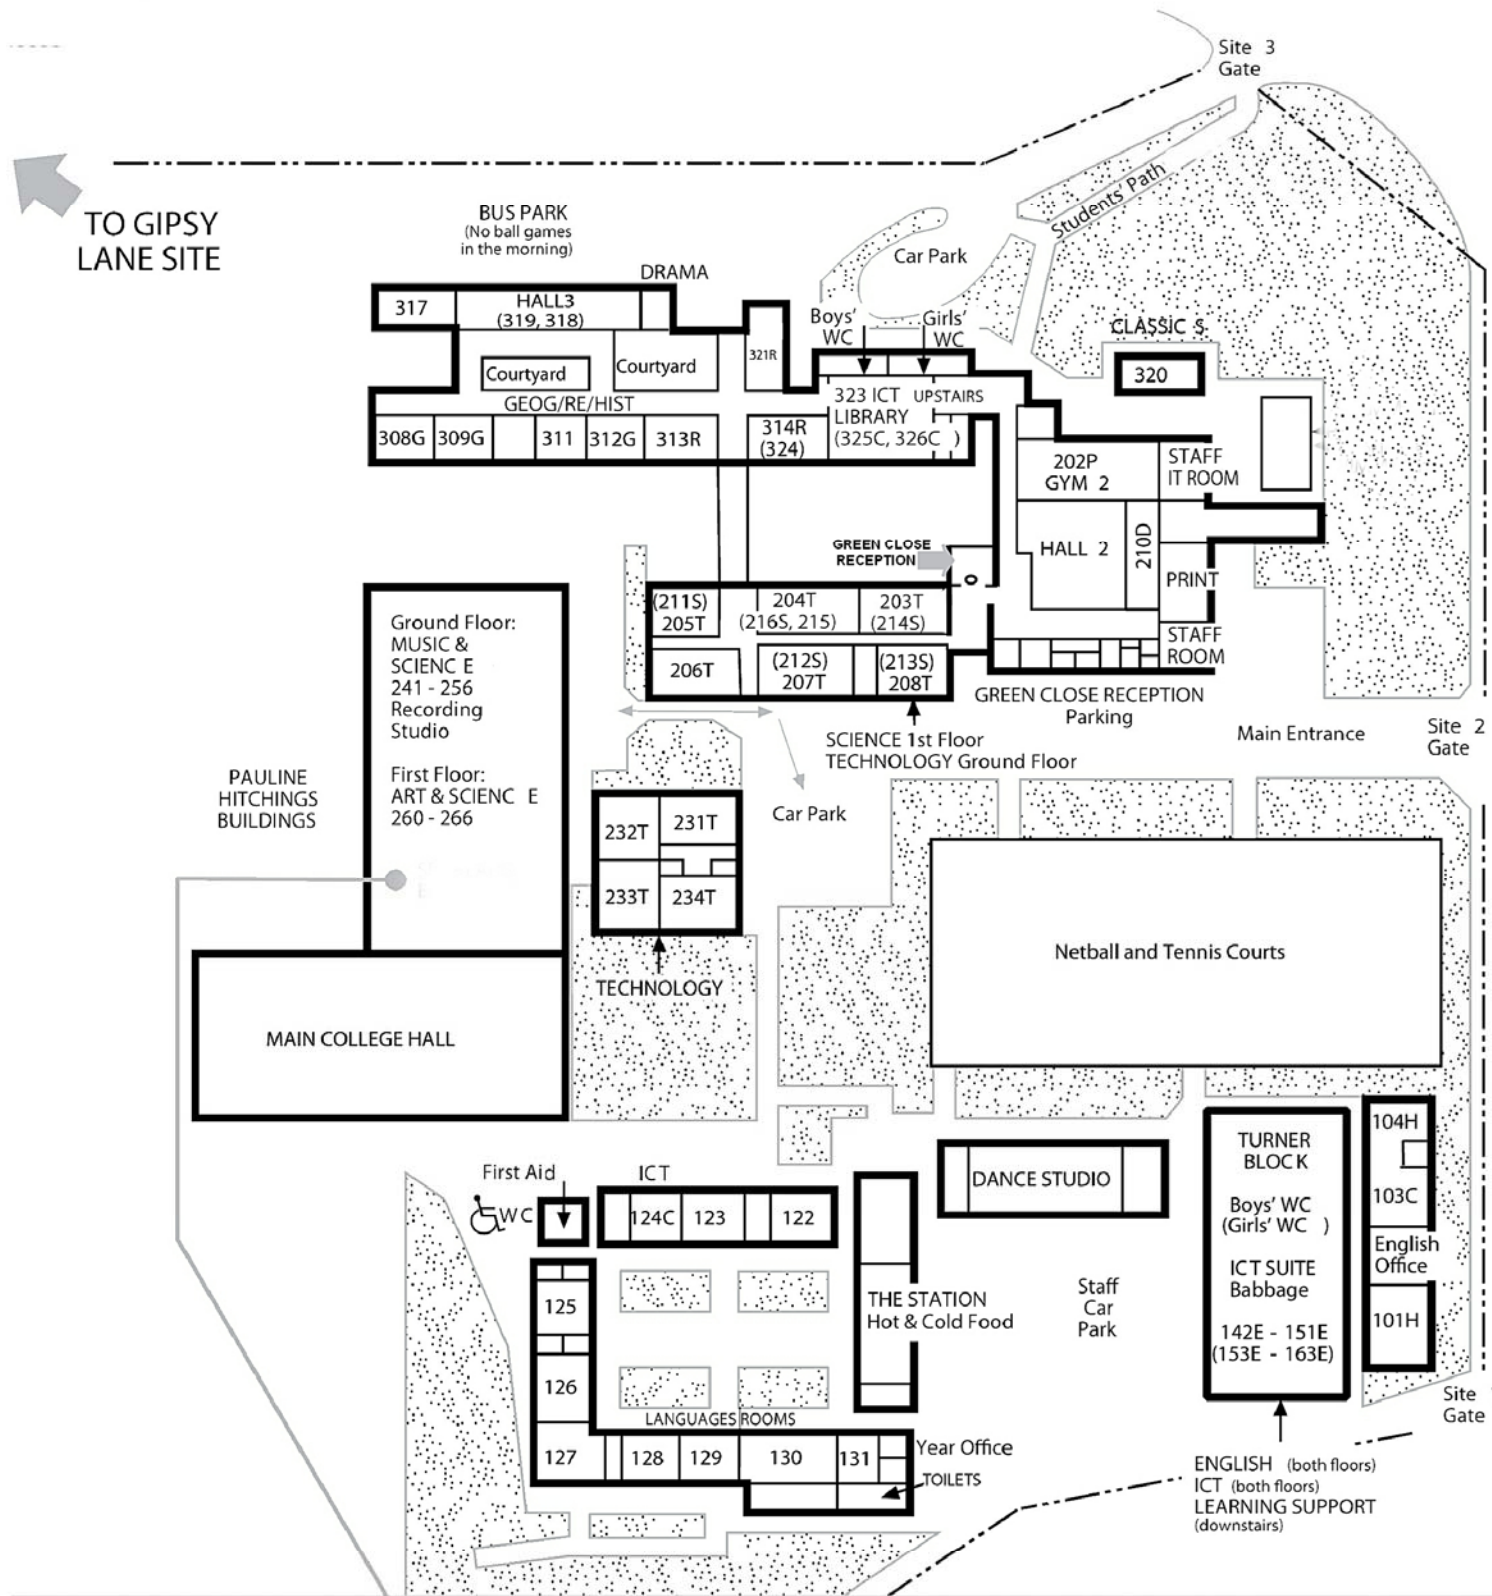 Site 3
Gate
Students' Path
TO GIPSY
LANE SITE
BUS PARK
(No ball games
in the morning)
DRAMA
Car Park
317
HALL3
(319, 318)
Boys'
WC
Girls'
WC
CLASSIC S
321R
Courtyard
Courtyard
320
323 ICT
UPSTAIRS
LIBRARY
(325C, 326C )
GEOG/RE/HIST
308G
309G
311
312G
313R
314R
(324)
202P
GYM 2
STAFF
IT ROOM
HALL 2
210D
GREEN CLOSE
RECEPTION
PRINT
STAFF
ROOM
(211S)
205T
204T
(216S, 215)
203T
(214S)
206T
(212S)
207T
(213S)
208T
GREEN CLOSE RECEPTION
Parking
SCIENCE 1st Floor
TECHNOLOGY Ground Floor
Main Entrance
Site 2
Gate
Ground Floor:
MUSIC &
SCIENC E
241 - 256
Recording
Studio
First Floor:
ART & SCIENC E
260 - 266
PAULINE
HITCHINGS
BUILDINGS
Car Park
232T
231T
233T
234T
TECHNOLOGY
Netball and Tennis Courts
MAIN COLLEGE HALL
First Aid
WC
ICT
124C
123
122
DANCE STUDIO
TURNER
BLOCK
Boys' WC
(Girls' WC )
ICT SUITE
Babbage
142E - 151E
(153E - 163E)
104H
103C
English
Office
101H
125
126
THE STATION
Hot & Cold Food
Staff
Car
Park
LANGUAGES ROOMS
127
128
129
130
131
Year Office
TOILETS
Site
Gate
ENGLISH (both floors)
ICT (both floors)
LEARNING SUPPORT
(downstairs)